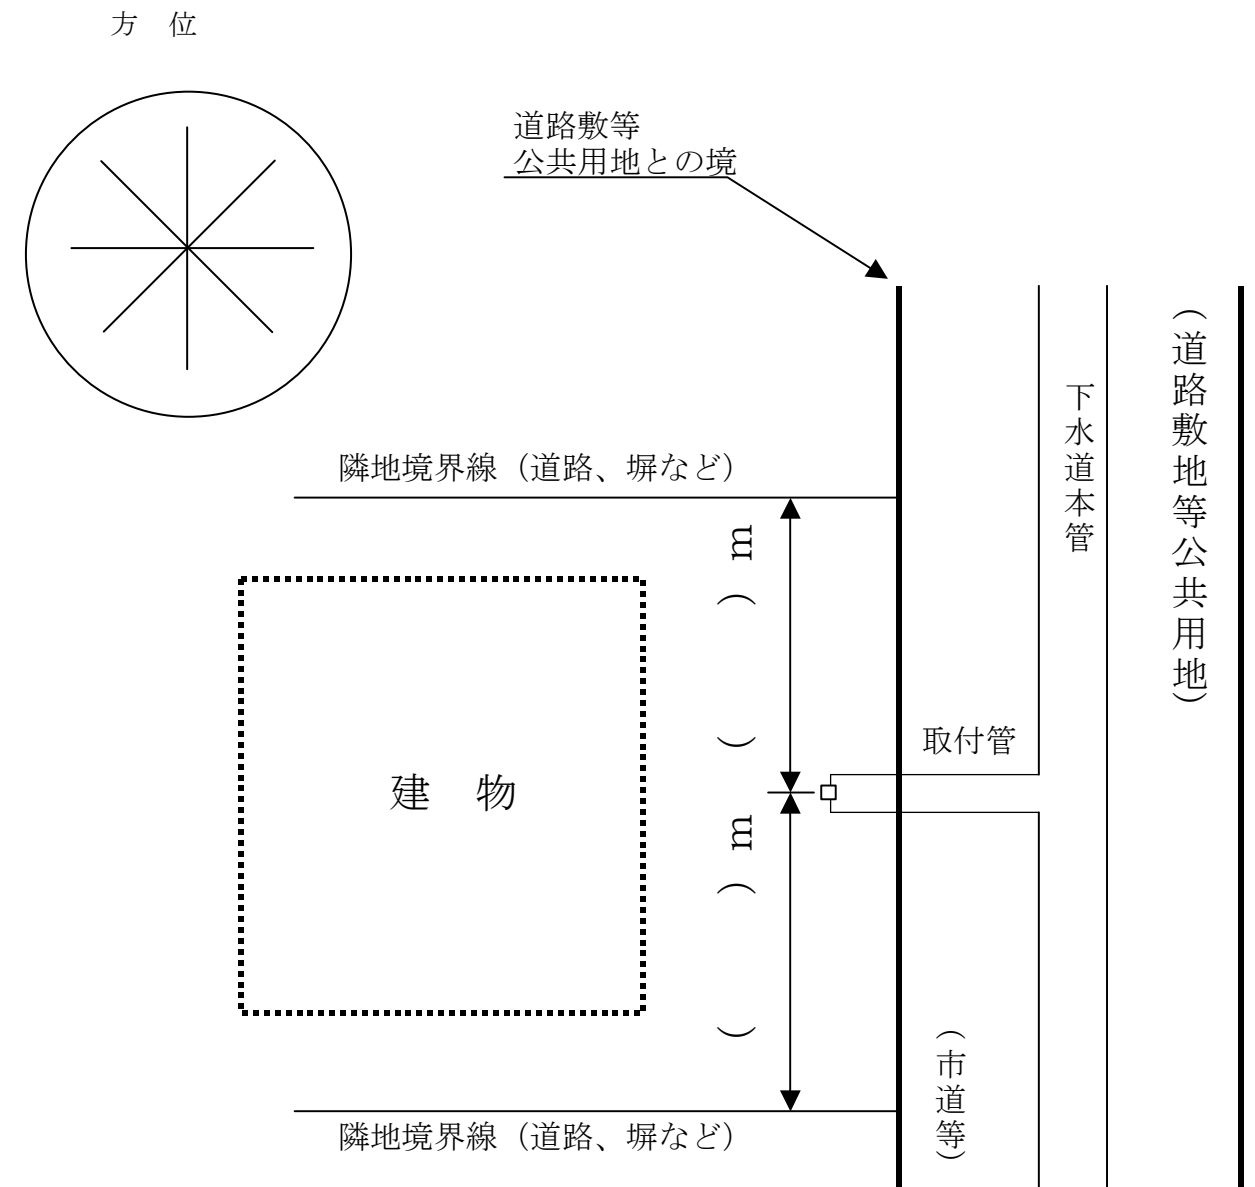 方　位
道路敷等
公共用地との境
（道路敷地等公共用地）
下水道本管
隣地境界線（道路、塀など）
（　　）m
取付管
建　物
（　　）m
（市道等）
隣地境界線（道路、塀など）